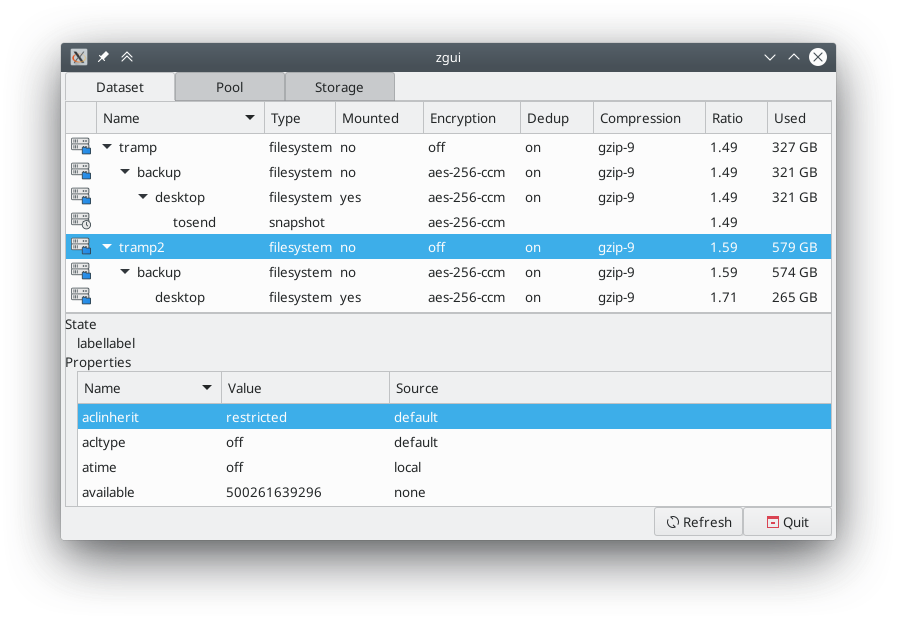 zgui
Dataset Pool Storage
Name Type Mounted Encryption Dedup Compression Ratio Used
tramp filesystem no off on gzip-9 1.49 327 GB
backup filesystem no aes-256-ccm on gzip-9 1.49 321 GB
desktop filesystem yes aes-256-ccm on gzip-9 1.49 321 GB
tosend snapshot aes-256-ccm 1.49
tramp2 filesystem no off on gzip-9 1.59 579 GB
backup filesystem no aes-256-ccm on gzip-9 1.59 574 GB
desktop filesystem yes aes-256-ccm on gzip-9 1.71 265 GB
State
labellabel
Properties
Name Value Source
aclinherit restricted default
acltype off default
atime off local
available 500261639296 none
Refresh Quit